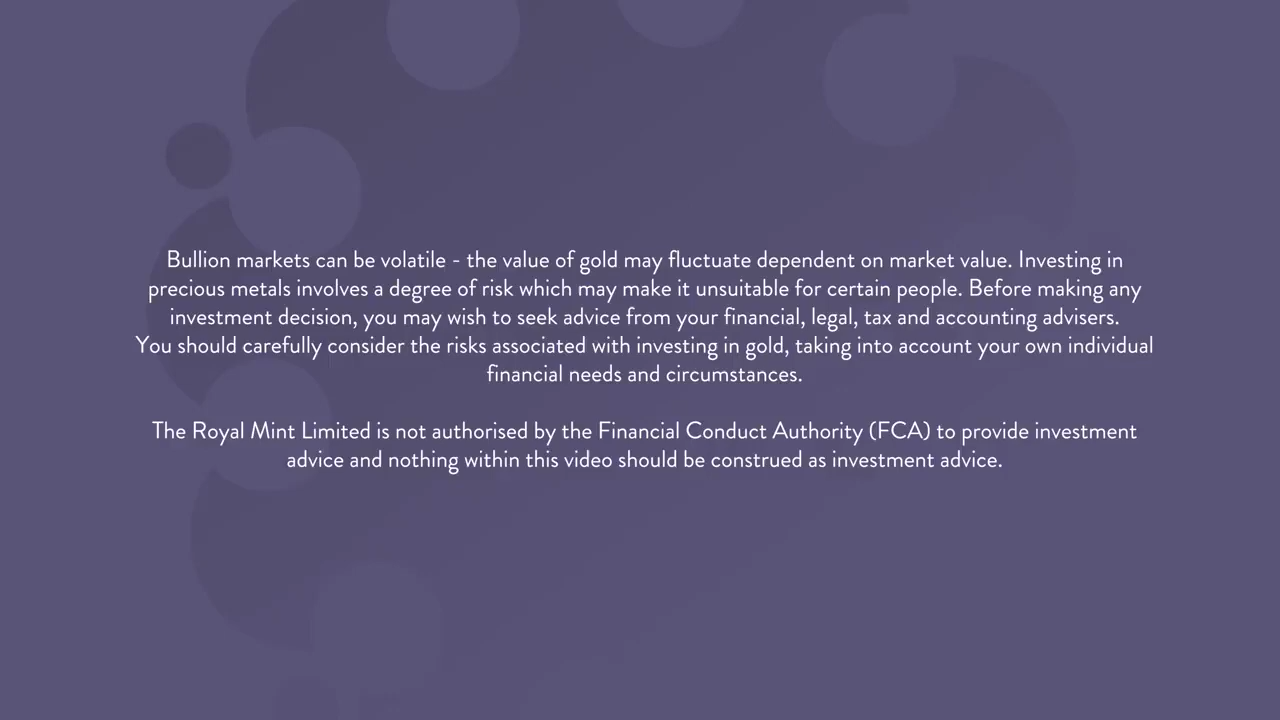 Bullion markets can be volatile - the value of gold may fluctuate dependent on market value. Investing in
precious metals involves a degree of risk which may make it unsuitable for certain people. Before making any
investment decision, you may wish to seek advice from your financial, legal, tax and accounting advisers.
You should carefully consider the risks associated with investing in gold, taking into account your own individual
financial needs and circumstances.
The Royal Mint Limited is not authorised by the Financial Conduct Authority (FCA) to provide investment
advice and nothing within this video should be construed as investment advice.